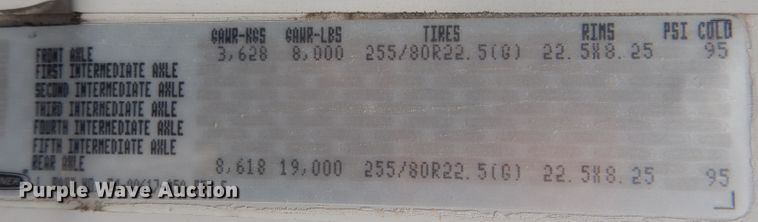 GAWR-KGS GAWR-LBS TIRES RIMS PSI COLD
FRONT AXLE 3,628 8,000 255/80R22.5(G) 22.5X8.25 95
FIRST INTERMEDIATE AXLE
SECOND INTERMEDIATE AXLE
THIRD INTERMEDIATE AXLE
FOURTH INTERMEDIATE AXLE
FIFTH INTERMEDIATE AXLE
REAR AXLE 8,618 19,000 255/80R22.5(G) 22.5X8.25 95
Purple Wave Auction